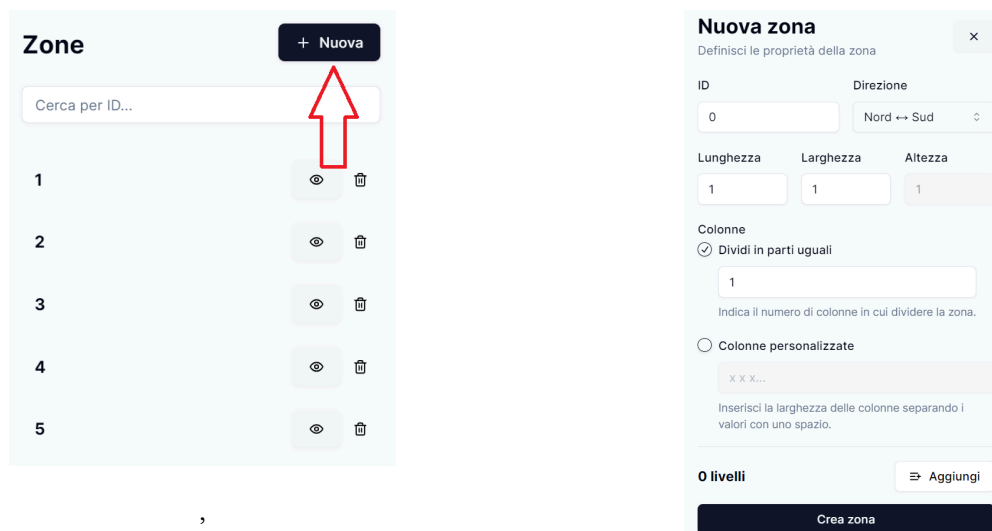 Zone
+ Nuova
Cerca per ID...
1
2
3
4
5
,
Nuova zona
Definisci le proprietà della zona
ID
Direzione
0
Nord ↔ Sud
Lunghezza
Larghezza
Altezza
1
1
1
Colonne
Dividi in parti uguali
1
Indica il numero di colonne in cui dividere la zona.
Colonne personalizzate
x x x...
Inserisci la larghezza delle colonne separando i
valori con uno spazio.
0 livelli
Aggiungi
Crea zona